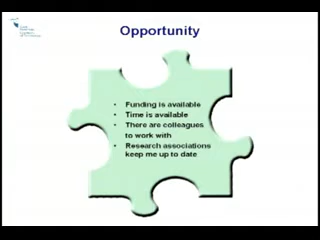 Opportunity
• Funding is available
• Time is available
• There are colleagues
to work with
• Research associations
keep me up to date